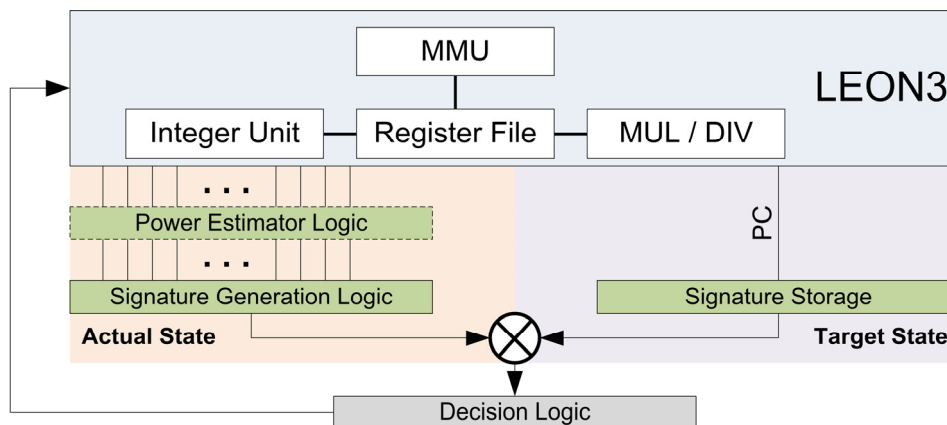 MMU
LEON3
Integer Unit
Register File
MUL / DIV
. . .
Power Estimator Logic
PC
. . .
Signature Generation Logic
Signature Storage
Actual State
Target State
Decision Logic